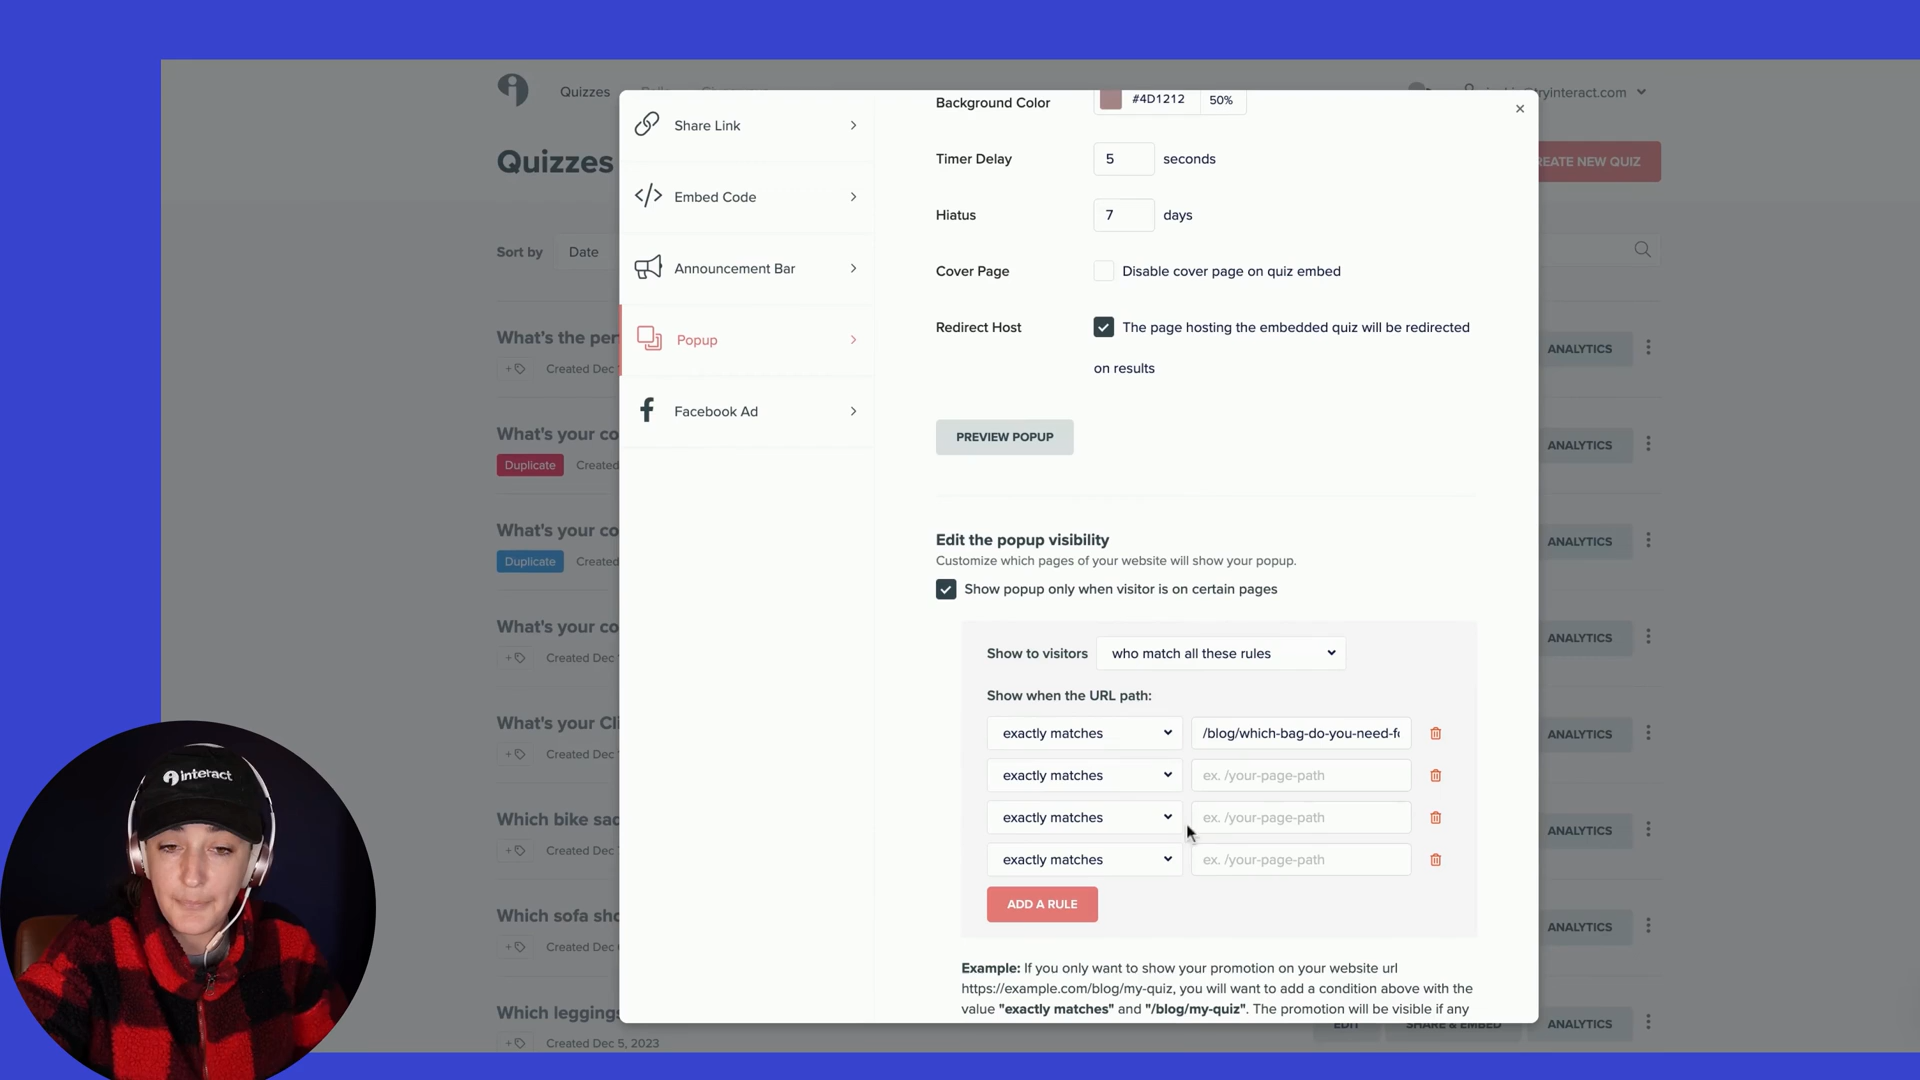 Quizzes
tryinteract.com
Quizzes
CREATE NEW QUIZ
Sort by
Date
What's the per
Created Dec
What's your co
Duplicate
Created
What's your co
Duplicate
Created
What's your co
Created Dec
What's your Cli
Created Dec
Which bike sad
Created Dec
Which sofa sho
Created Dec
Which leggings
Created Dec 5, 2023
ANALYTICS
ANALYTICS
ANALYTICS
ANALYTICS
ANALYTICS
ANALYTICS
ANALYTICS
EDIT
SHARE & EMBED
ANALYTICS
Share Link
Embed Code
Announcement Bar
Popup
Facebook Ad
Background Color
#4D1212
50%
Timer Delay
5
seconds
Hiatus
7
days
Cover Page
Disable cover page on quiz embed
Redirect Host
The page hosting the embedded quiz will be redirected
on results
PREVIEW POPUP
Edit the popup visibility
Customize which pages of your website will show your popup.
Show popup only when visitor is on certain pages
Show to visitors
who match all these rules
Show when the URL path:
exactly matches
/blog/which-bag-do-you-need-f
exactly matches
ex. /your-page-path
exactly matches
ex. /your-page-path
exactly matches
ex. /your-page-path
ADD A RULE
Example: If you only want to show your promotion on your website url
https://example.com/blog/my-quiz, you will want to add a condition above with the
value "exactly matches" and "/blog/my-quiz". The promotion will be visible if any
interact